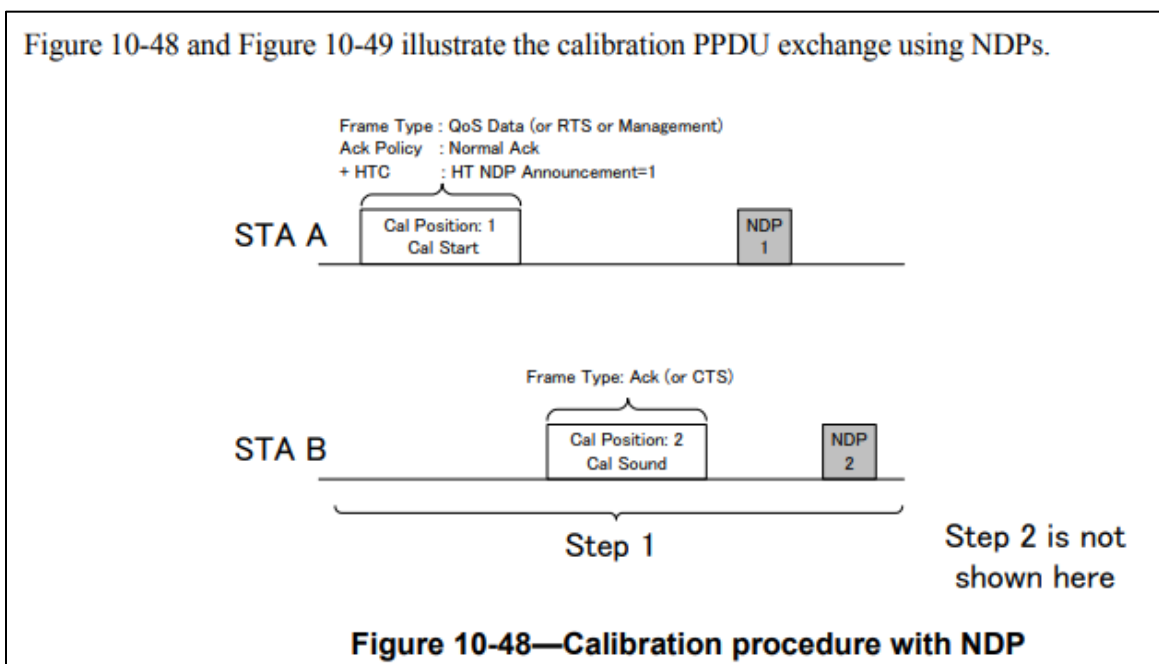 Figure 10-48 and Figure 10-49 illustrate the calibration PPDU exchange using NDPs.
Frame Type : QoS Data (or RTS or Management)
Ack Policy : Normal Ack
+ HTC : HT NDP Announcement=1
STA A
Cal Position: 1
Cal Start
NDP
1
Frame Type: Ack (or CTS)
STA B
Cal Position: 2
Cal Sound
NDP
2
Step 1
Step 2 is not
shown here
Figure 10-48—Calibration procedure with NDP